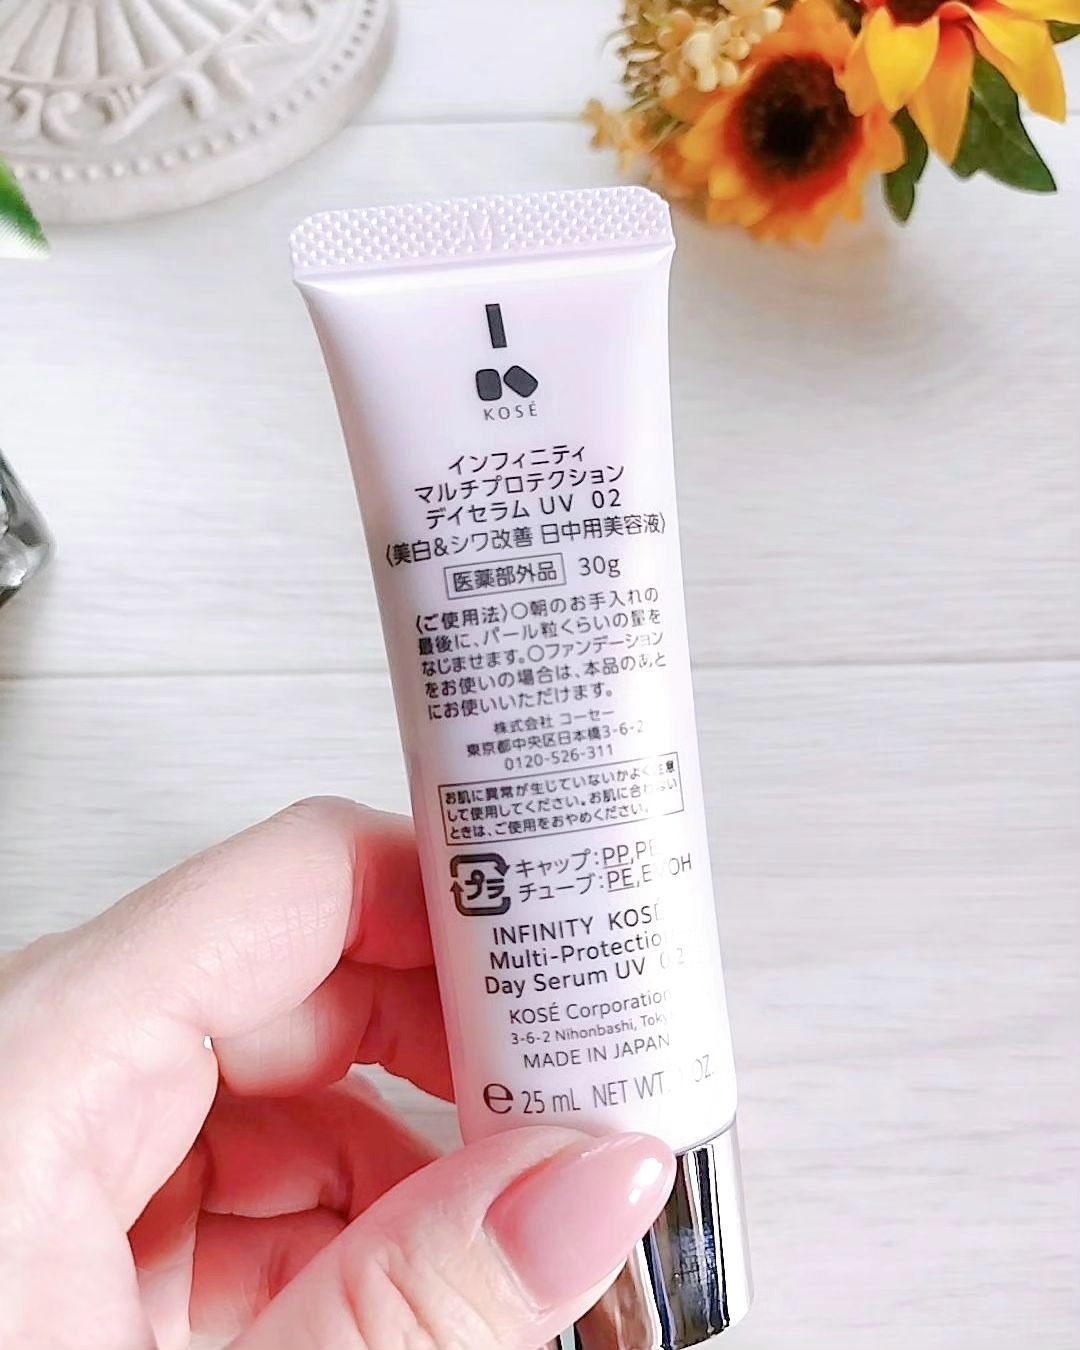 KOSÉ
インフィニティ
マルチプロテクション
デイセラム UV 02
〈美白&シワ改善 日中用美容液〉
医薬部外品 30g
〈ご使用法〉○朝のお手入れの
最後に、パール粒くらいの量を
なじませます。○ファンデーション
をお使いの場合は、本品のあと
にお使いいただけます。
株式会社 コーセー
東京都中央区日本橋3-6-2
0120-526-311
お肌に異常が生じていないかよく注意
して使用してください。お肌に合わない
ときは、ご使用をおやめください。
プラ キャップ:PP,PE
チューブ:PE,EVOH
INFINITY KOSÉ
Multi-Protection
Day Serum UV 02
KOSÉ Corporation
3-6-2 Nihonbashi, Toky
MADE IN JAPAN
℮ 25 mL NET WT. OZ.